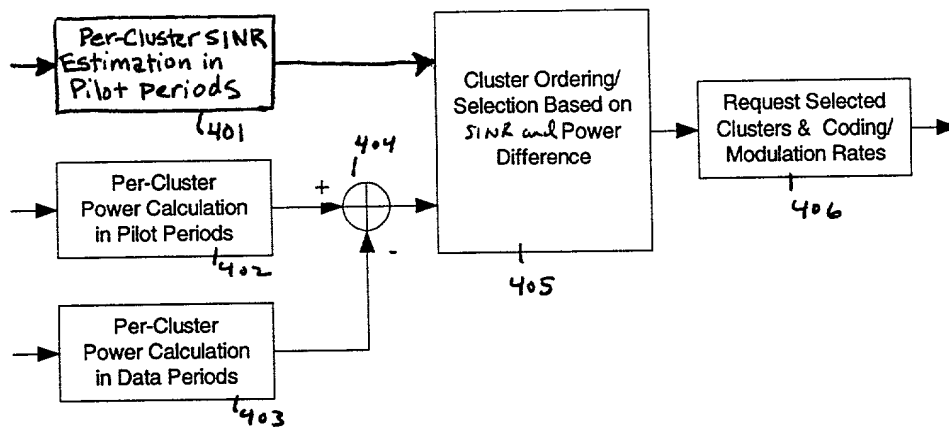 Per-Cluster SINR
Estimation in
Pilot Periods
401
Per-Cluster
Power Calculation
in Pilot Periods
402
Per-Cluster
Power Calculation
in Data Periods
403
+
404
-
Cluster Ordering/
Selection Based on
SINR and Power
Difference
405
Request Selected
Clusters & Coding/
Modulation Rates
406